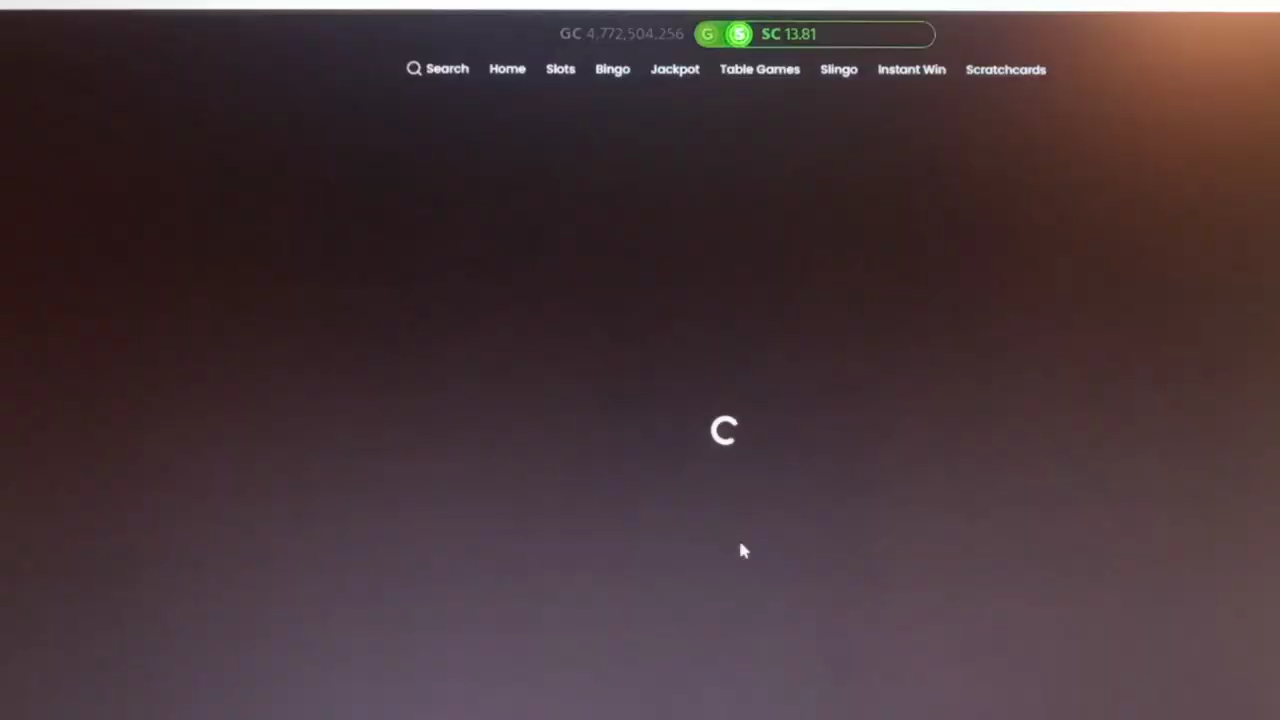 GC 4,772,504.256 G S SC 13.81
Search Home Slots Bingo Jackpot Table Games Slingo Instant Win Scratchcards